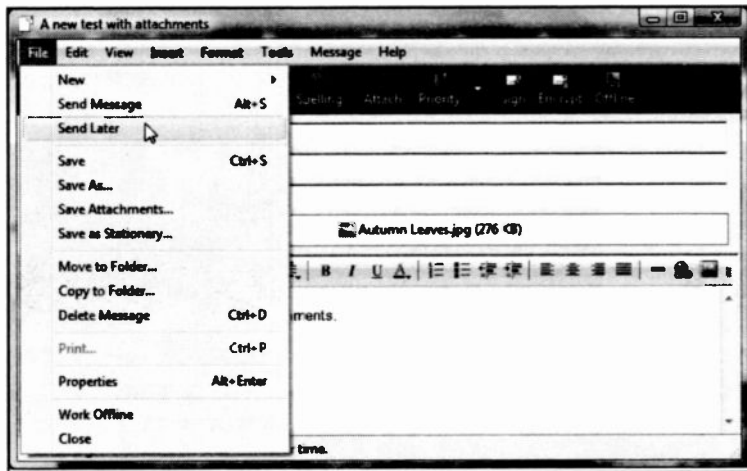 A new test with attachments
File Edit View Insert Format Tools Message Help
Spelling Attach Priority Sign Encrypt Offline
New
Send Message Alt+S
Send Later
Save Ctrl+S
Save As...
Save Attachments...
Save as Stationery...
Autumn Leaves.jpg (276 KB)
B I U A
Move to Folder...
Copy to Folder...
Delete Message Ctrl+D
ments.
Print... Ctrl+P
Properties Alt+Enter
Work Offline
Close
time.